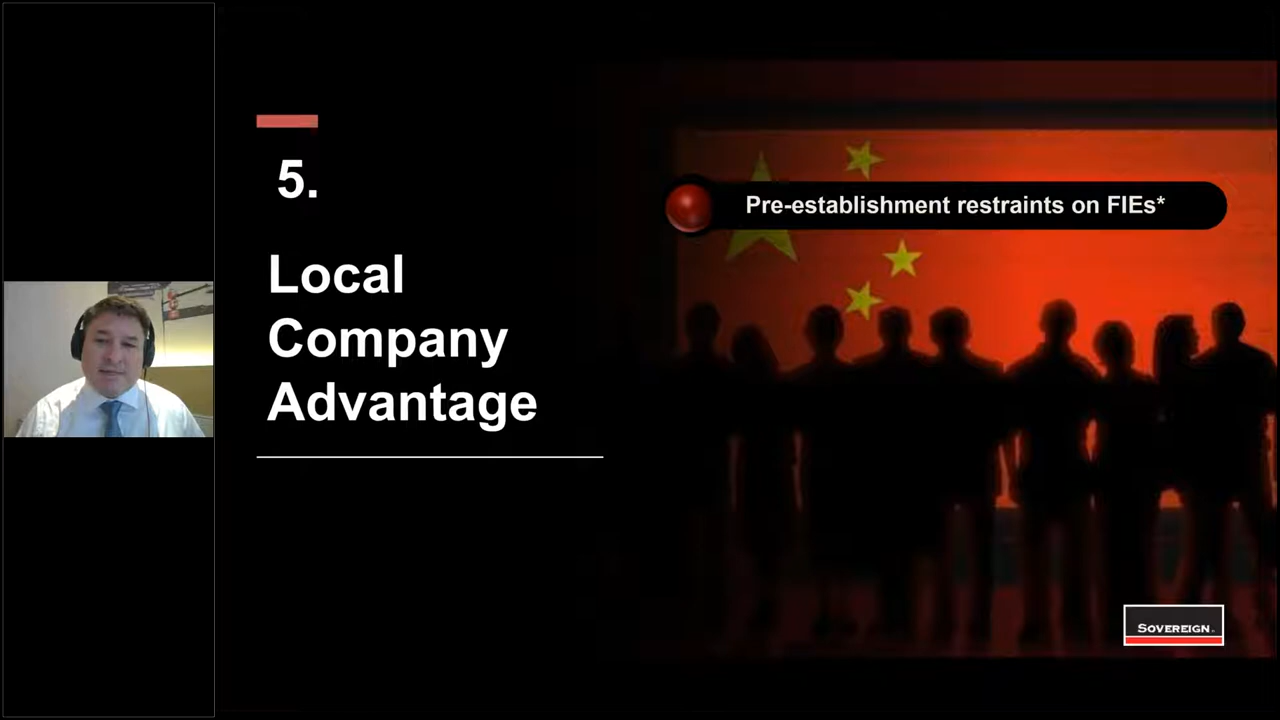 5.
Local
Company
Advantage
Pre-establishment restraints on FIEs*
SOVEREIGN